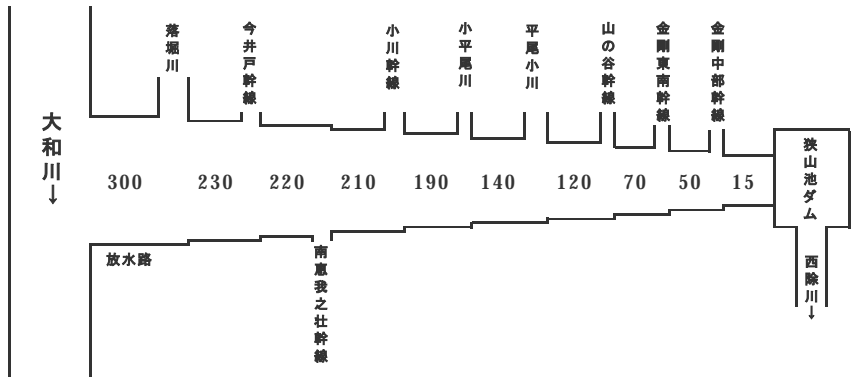 落堀川
今井戸幹線
小川幹線
小平尾川
平尾小川
山の谷幹線
金剛東南幹線
金剛中部幹線
大和川→
300
230
220
210
190
140
120
70
50
15
狭山池ダム
放水路
南恵我之荘幹線
西除川→